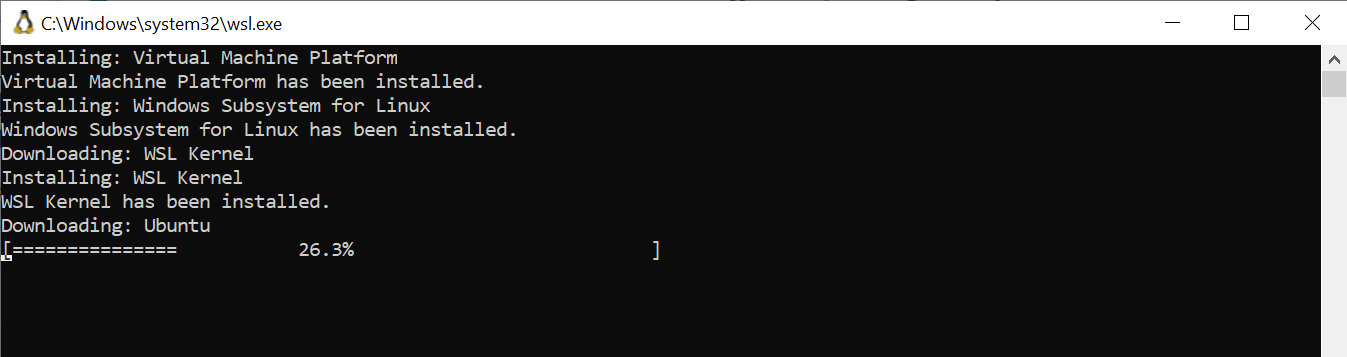 C:\Windows\system32\wsl.exe
Installing: Virtual Machine Platform
Virtual Machine Platform has been installed.
Installing: Windows Subsystem for Linux
Windows Subsystem for Linux has been installed.
Downloading: WSL Kernel
Installing: WSL Kernel
WSL Kernel has been installed.
Downloading: Ubuntu
[===============           26.3%                           ]